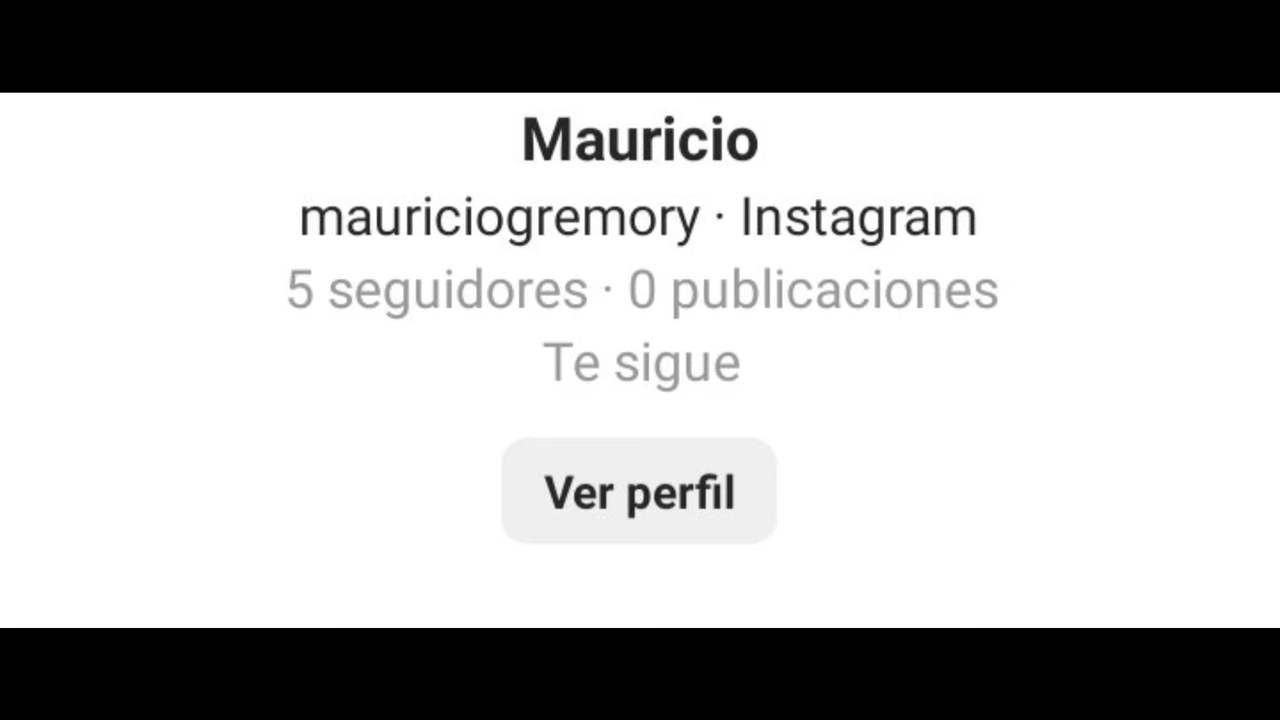 Mauricio
mauriciogremory · Instagram
5 seguidores · 0 publicaciones
Te sigue
Ver perfil